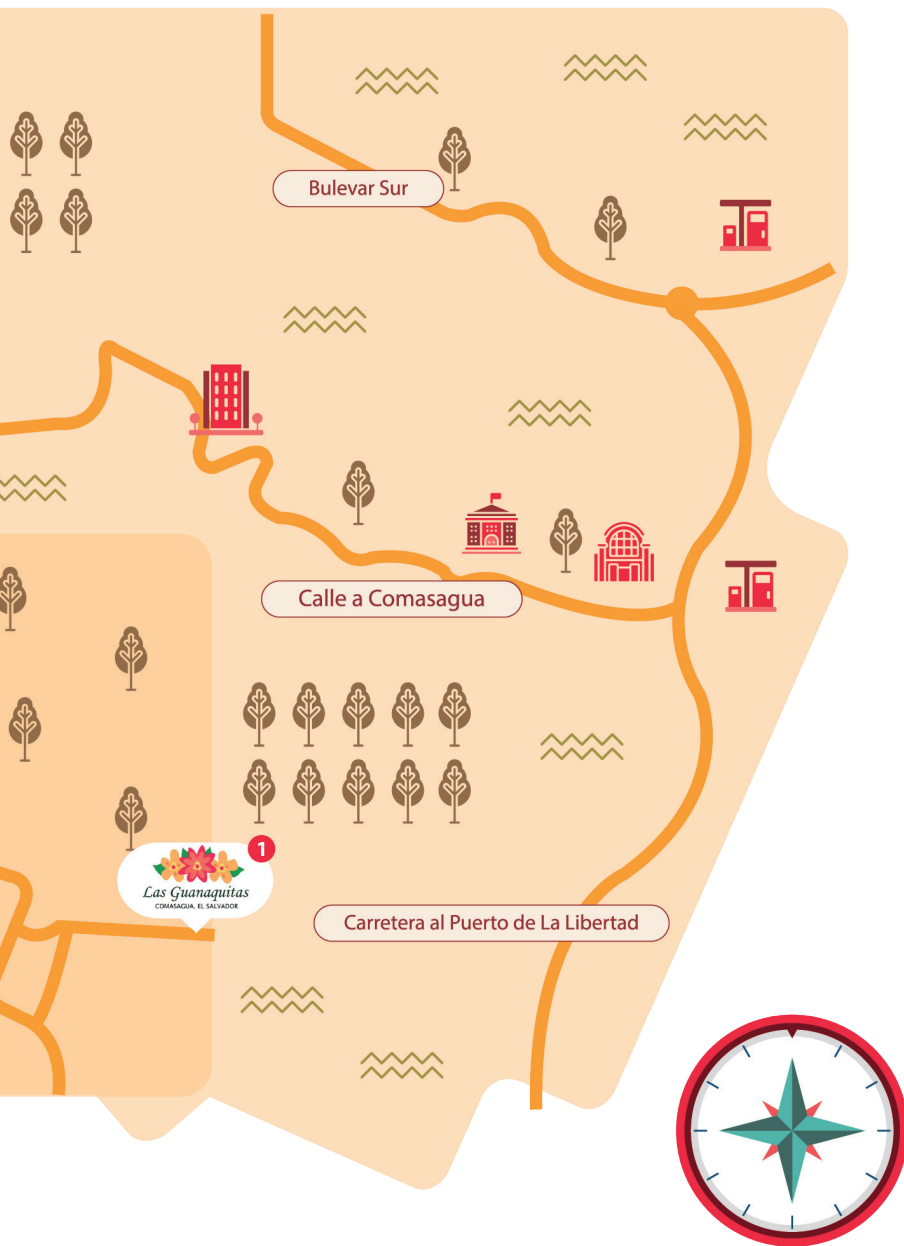 Bulevar Sur
Calle a Comasagua
1
Las Guanaquitas
COMASAGUA, EL SALVADOR
Carretera al Puerto de La Libertad